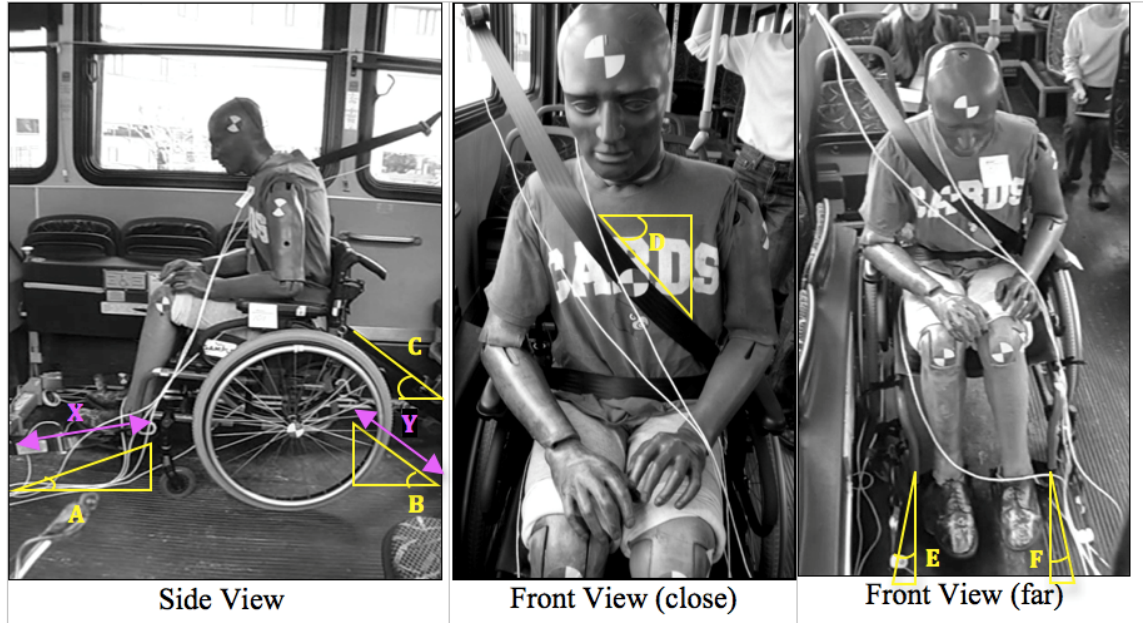 C
X
Y
A
B
Side View
D
CARDS
Front View (close)
CARDS
E
F
Front View (far)